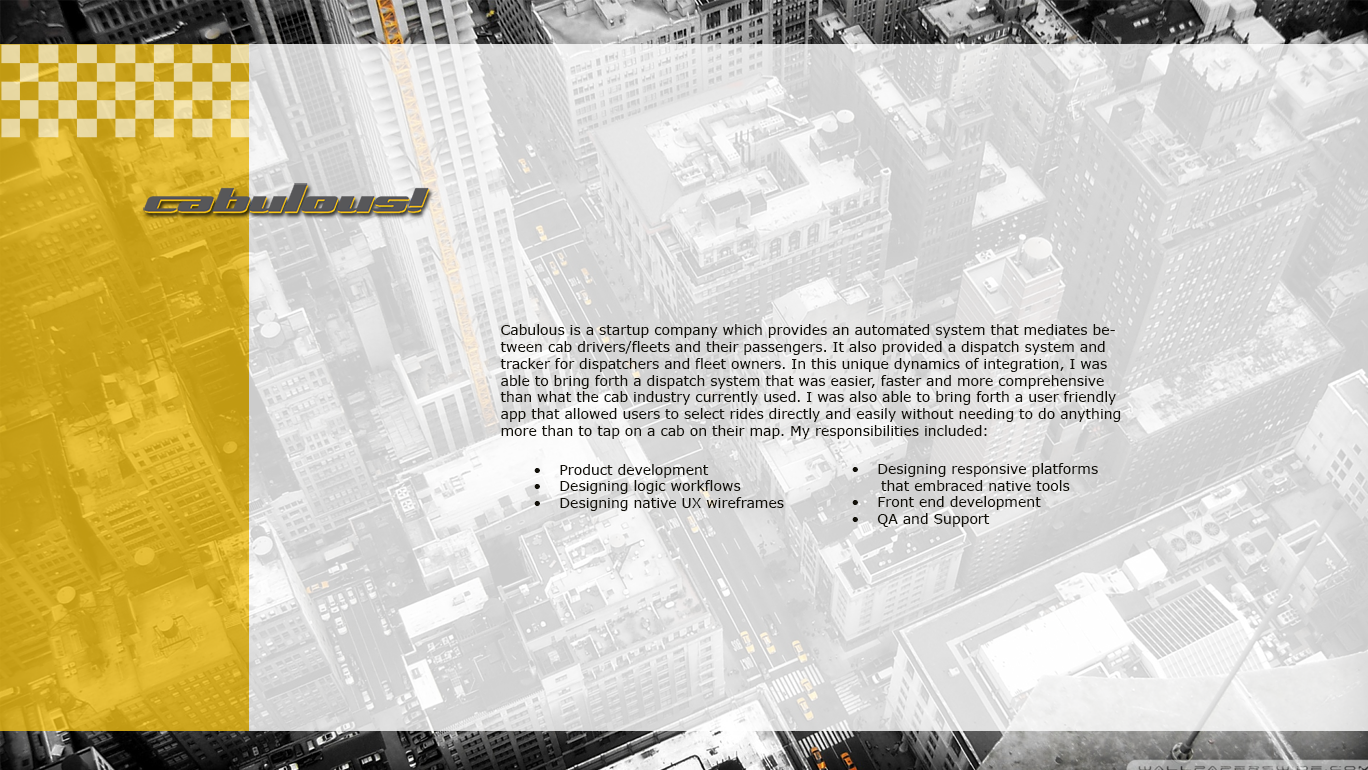 cabulous!
Cabulous is a startup company which provides an automated system that mediates be-
tween cab drivers/fleets and their passengers. It also provided a dispatch system and
tracker for dispatchers and fleet owners. In this unique dynamics of integration, I was
able to bring forth a dispatch system that was easier, faster and more comprehensive
than what the cab industry currently used. I was also able to bring forth a user friendly
app that allowed users to select rides directly and easily without needing to do anything
more than to tap on a cab on their map. My responsibilities included:
• Product development
• Designing logic workflows
• Designing native UX wireframes
• Designing responsive platforms
that embraced native tools
• Front end development
• QA and Support